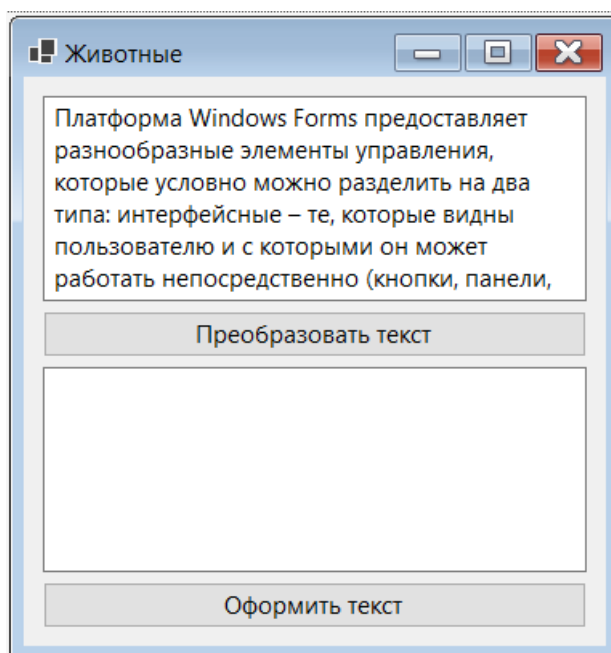 Животные
Платформа Windows Forms предоставляет
разнообразные элементы управления,
которые условно можно разделить на два
типа: интерфейсные – те, которые видны
пользователю и с которыми он может
работать непосредственно (кнопки, панели,
Преобразовать текст
Оформить текст